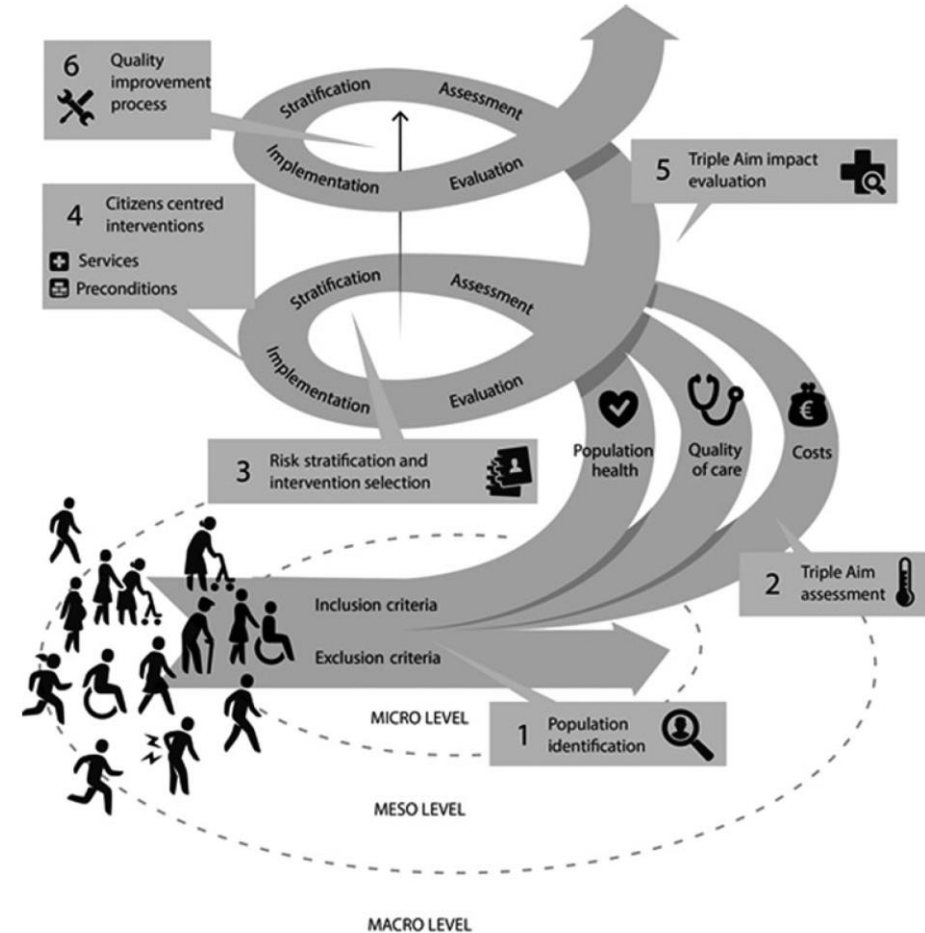 6 Quality
improvement
process
Stratification
Assessment
Implementation
Evaluation
5 Triple Aim impact
evaluation
4 Citizens centred
interventions
Services
Preconditions
Stratification
Assessment
Implementation
Evaluation
Population
health
Quality
of care
€
Costs
3 Risk stratification and
intervention selection
2 Triple Aim
assessment
Inclusion criteria
Exclusion criteria
MICRO LEVEL
1 Population
identification
MESO LEVEL
MACRO LEVEL